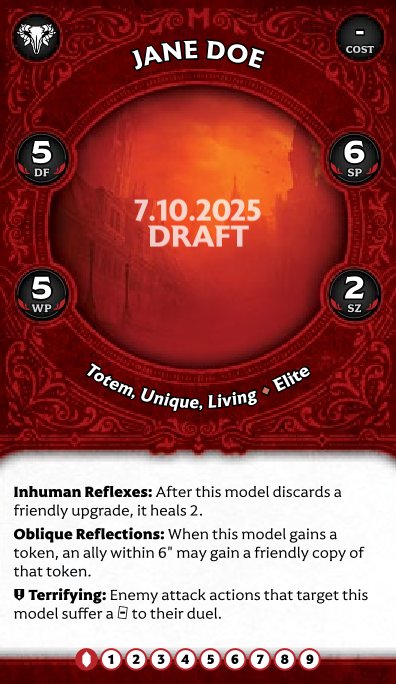 JANE DOE
-
COST
5
DF
6
SP
7.10.2025
DRAFT
5
WP
2
SZ
Totem, Unique, Living ♦ Elite
Inhuman Reflexes: After this model discards a
friendly upgrade, it heals 2.
Oblique Reflections: When this model gains a
token, an ally within 6" may gain a friendly copy of
that token.
Terrifying: Enemy attack actions that target this
model suffer a to their duel.
1 2 3 4 5 6 7 8 9